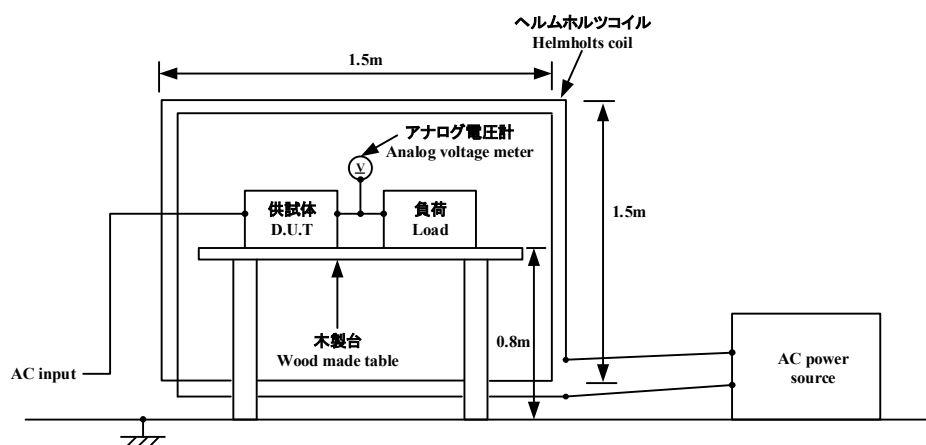 ヘルムホルツコイル
Helmholts coil
1.5m
アナログ電圧計
Analog voltage meter
V
供試体
D.U.T
負荷
Load
1.5m
木製台
Wood made table
0.8m
AC input
AC power
source